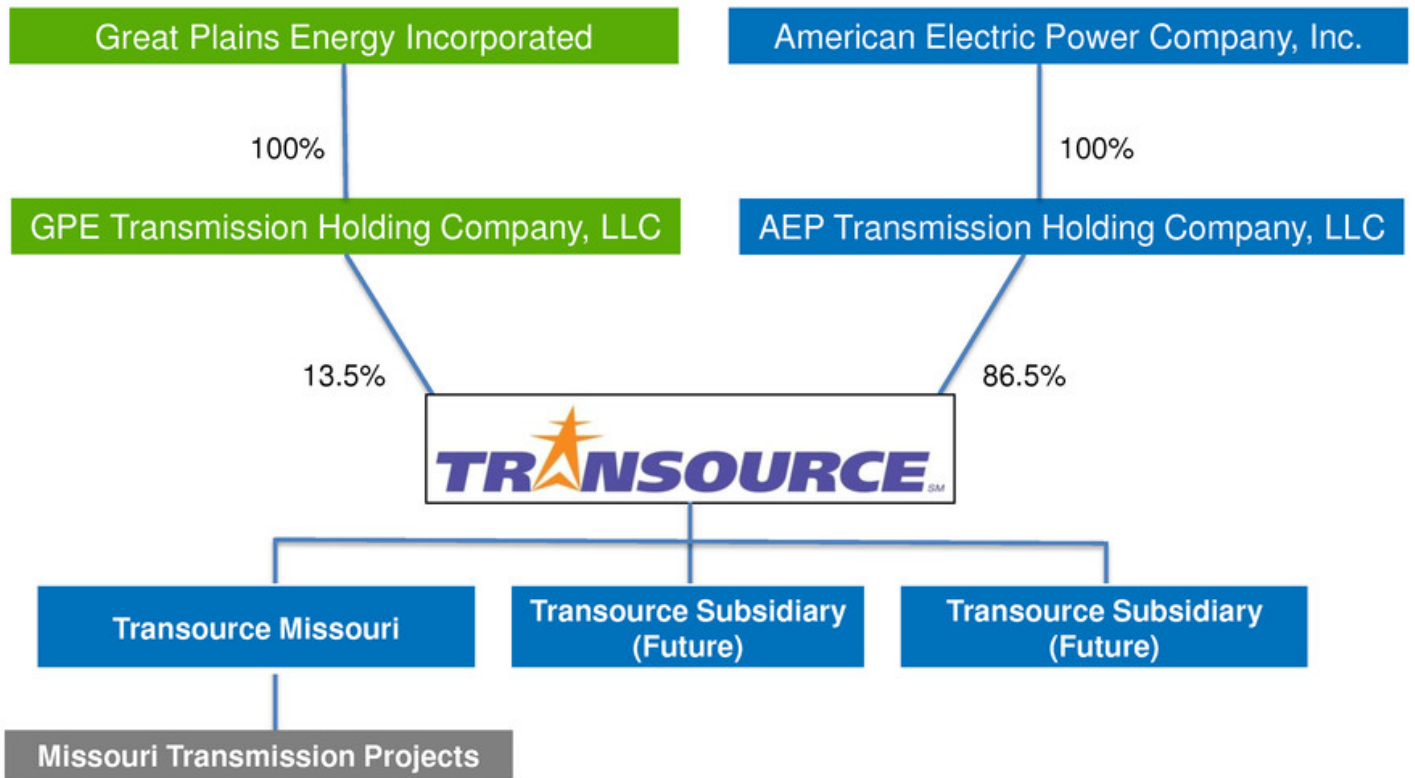 Great Plains Energy Incorporated
American Electric Power Company, Inc.
100%
100%
GPE Transmission Holding Company, LLC
AEP Transmission Holding Company, LLC
13.5%
86.5%
TRANSOURCE SM
Transource Missouri
Transource Subsidiary
(Future)
Transource Subsidiary
(Future)
Missouri Transmission Projects